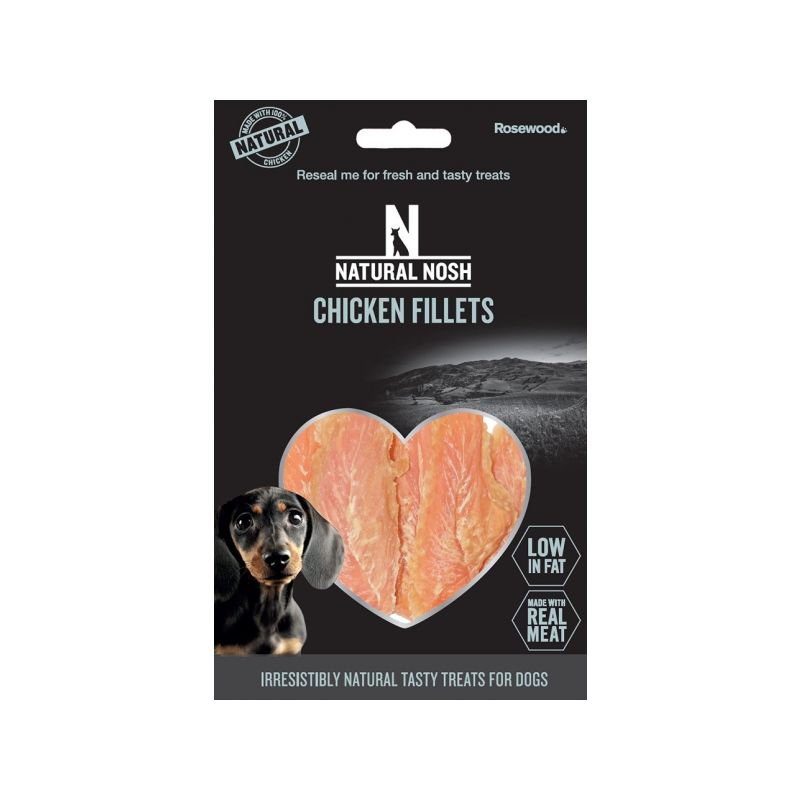 MADE WITH 100%
NATURAL
CHICKEN
Rosewood
Reseal me for fresh and tasty treats
N
NATURAL NOSH
CHICKEN FILLETS
LOW
IN FAT
MADE WITH
REAL
MEAT
IRRESISTIBLY NATURAL TASTY TREATS FOR DOGS